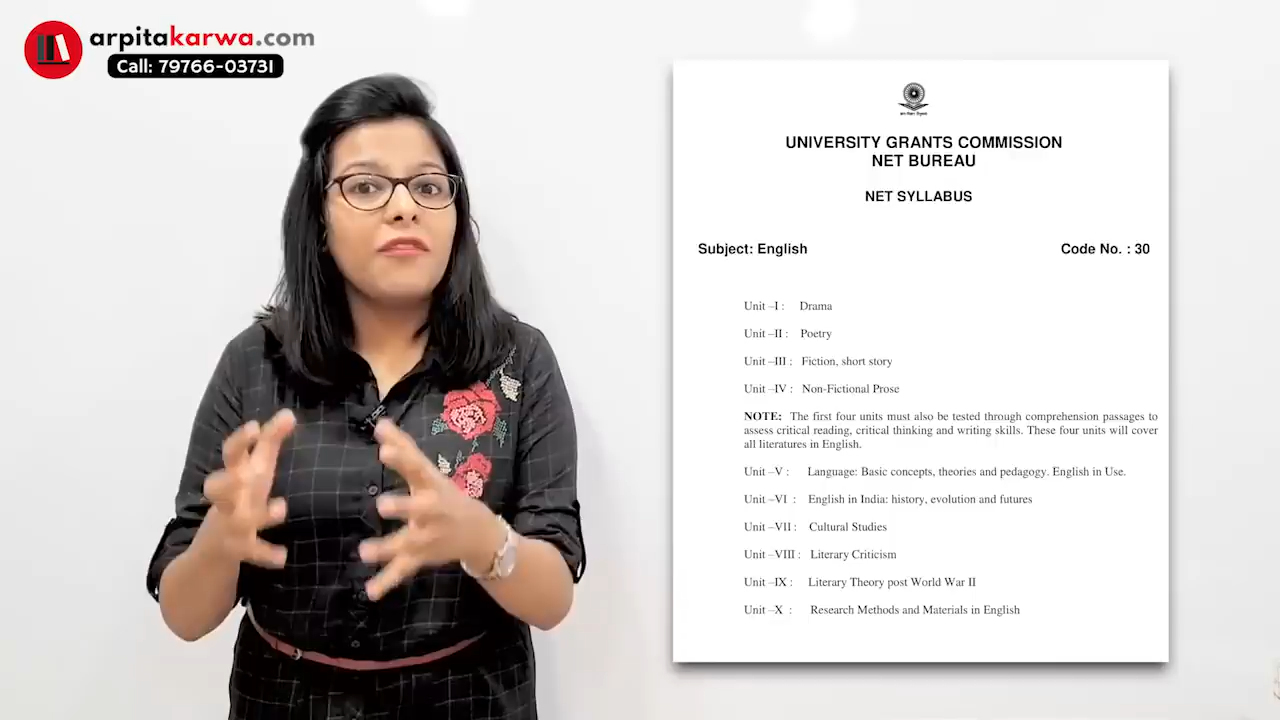 arpitakarwa.com
Call: 79766-03731
UNIVERSITY GRANTS COMMISSION
NET BUREAU
NET SYLLABUS
Subject: English Code No. : 30
Unit –I : Drama
Unit –II : Poetry
Unit –III : Fiction, short story
Unit –IV : Non-Fictional Prose
NOTE: The first four units must also be tested through comprehension passages to
assess critical reading, critical thinking and writing skills. These four units will cover
all literatures in English.
Unit –V : Language: Basic concepts, theories and pedagogy. English in Use.
Unit –VI : English in India: history, evolution and futures
Unit –VII : Cultural Studies
Unit –VIII : Literary Criticism
Unit –IX : Literary Theory post World War II
Unit –X : Research Methods and Materials in English